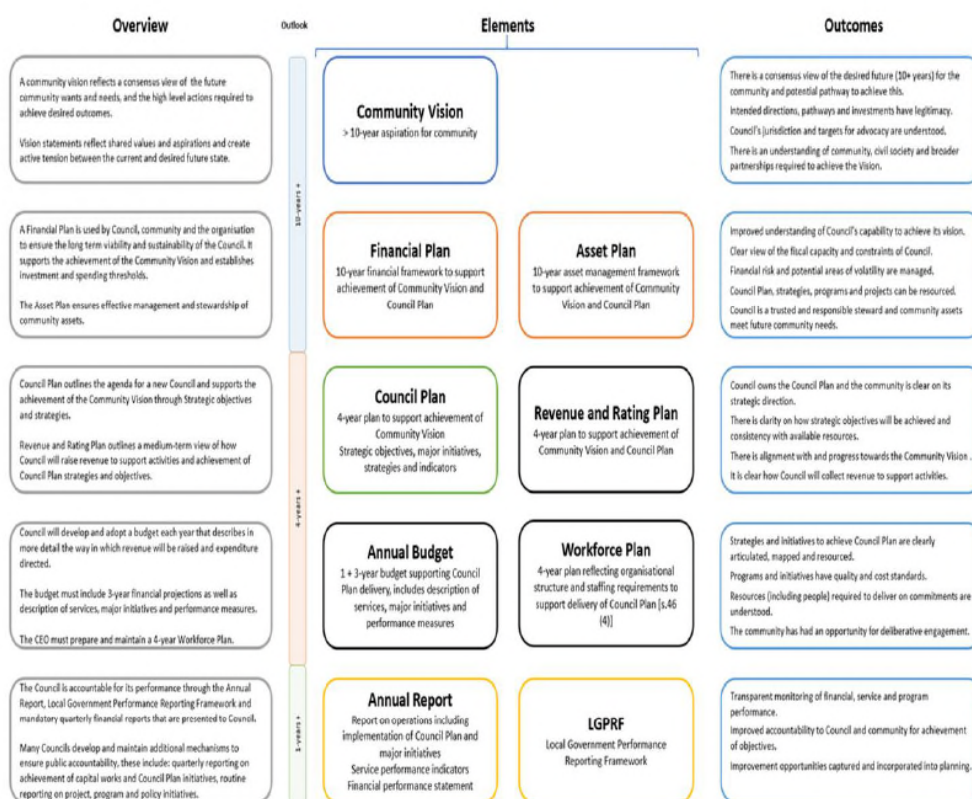 Overview
Outlook
Elements
Outcomes
A community vision reflects a consensus view of the future
community wants and needs, and the high level actions required to
achieve desired outcomes.
Vision statements reflect shared values and aspirations and create
active tension between the current and desired future state.
10-years +
Community Vision
> 10-year aspiration for community
There is a consensus view of the desired future (10+ years) for the
community and potential pathway to achieve this.
Intended directions, pathways and investments have legitimacy.
Council's jurisdiction and targets for advocacy are understood.
There is an understanding of community, civil society and broader
partnerships required to achieve the Vision.
A Financial Plan is used by Council, community and the organisation
to ensure the long term viability and sustainability of the Council. It
supports the achievement of the Community Vision and establishes
investment and spending thresholds.
The Asset Plan ensures effective management and stewardship of
community assets.
Financial Plan
10-year financial framework to support
achievement of Community Vision and
Council Plan
Asset Plan
10-year asset management framework
to support achievement of Community
Vision and Council Plan
Improved understanding of Council's capability to achieve its vision.
Clear view of the fiscal capacity and constraints of Council.
Financial risk and potential areas of volatility are managed.
Council Plan, strategies, programs and projects can be resourced.
Council is a trusted and responsible steward and community assets
meet future community needs.
Council Plan outlines the agenda for a new Council and supports the
achievement of the Community Vision through Strategic objectives
and strategies.
Revenue and Rating Plan outlines a medium-term view of how
Council will raise revenue to support activities and achievement of
Council Plan strategies and objectives.
4-years +
Council Plan
4-year plan to support achievement of
Community Vision
Strategic objectives, major initiatives,
strategies and indicators
Revenue and Rating Plan
4-year plan to support achievement of
Community Vision and Council Plan
Council owns the Council Plan and the community is clear on its
strategic direction.
There is clarity on how strategic objectives will be achieved and
consistency with available resources.
There is alignment with and progress towards the Community Vision .
It is clear how Council will collect revenue to support activities.
Council will develop and adopt a budget each year that describes in
more detail the way in which revenue will be raised and expenditure
directed.
The budget must include 3-year financial projections as well as
description of services, major initiatives and performance measures.
The CEO must prepare and maintain a 4-year Workforce Plan.
Annual Budget
1 + 3-year budget supporting Council
Plan delivery, includes description of
services, major initiatives and
performance measures
Workforce Plan
4-year plan reflecting organisational
structure and staffing requirements to
support delivery of Council Plan [s.46
(4)]
Strategies and initiatives to achieve Council Plan are clearly
articulated, mapped and resourced.
Programs and initiatives have quality and cost standards.
Resources (including people) required to deliver on commitments are
understood.
The community has had an opportunity for deliberative engagement.
The Council is accountable for its performance through the Annual
Report, Local Government Performance Reporting Framework and
mandatory quarterly financial reports that are presented to Council.
Many Councils develop and maintain additional mechanisms to
ensure public accountability, these include: quarterly reporting on
achievement of capital works and Council Plan initiatives, routine
reporting on project, program and policy initiatives.
1-years +
Annual Report
Report on operations including
implementation of Council Plan and
major initiatives
Service performance indicators
Financial performance statement
LGPRF
Local Government Performance
Reporting Framework
Transparent monitoring of financial, service and program
performance.
Improved accountability to Council and community for achievement
of objectives.
Improvement opportunities captured and incorporated into planning.